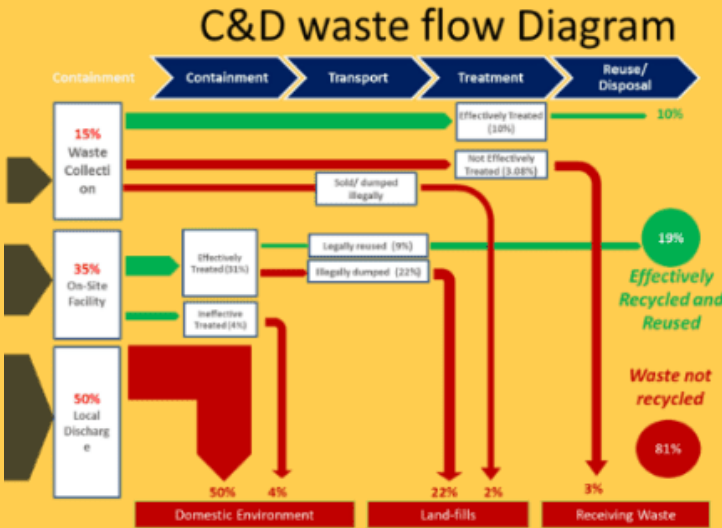 C&D waste flow Diagram
Containment
Containment
Transport
Treatment
Reuse/
Disposal
15%
Waste
Collecti
on
Effectively Treated
(10%)
10%
Not Effectively
Treated (3.08%)
Sold/ dumped
illegally
35%
On-Site
Facility
Effectively
Treated (31%)
Legally reused (9%)
Illegally dumped (22%)
19%
Effectively
Recycled and
Reused
Ineffective
Treated (4%)
50%
Local
Discharg
e
Waste not
recycled
81%
50%
4%
22%
2%
3%
Domestic Environment
Land-fills
Receiving Waste